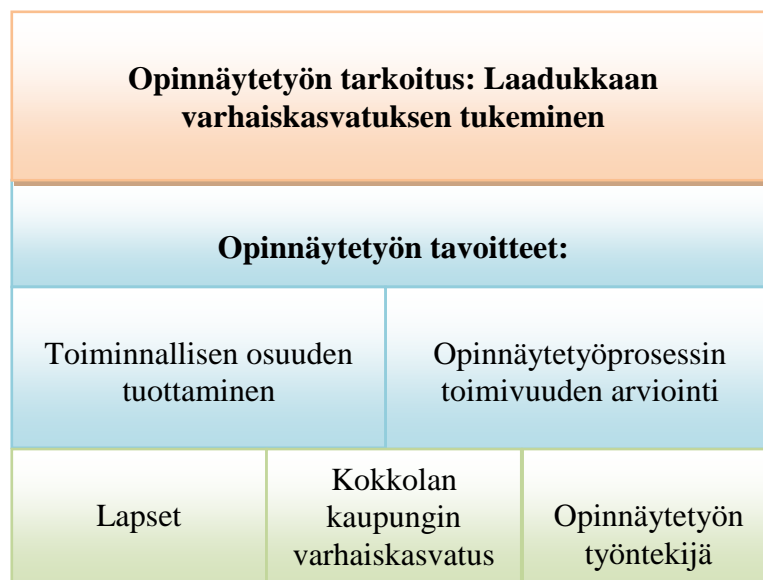 Opinnäytetyön tarkoitus: Laadukkaan
varhaiskasvatuksen tukeminen
Opinnäytetyön tavoitteet:
Toiminnallisen osuuden
tuottaminen
Opinnäytetyöprosessin
toimivuuden arviointi
Lapset
Kokkolan
kaupungin
varhaiskasvatus
Opinnäytetyön
työntekijä